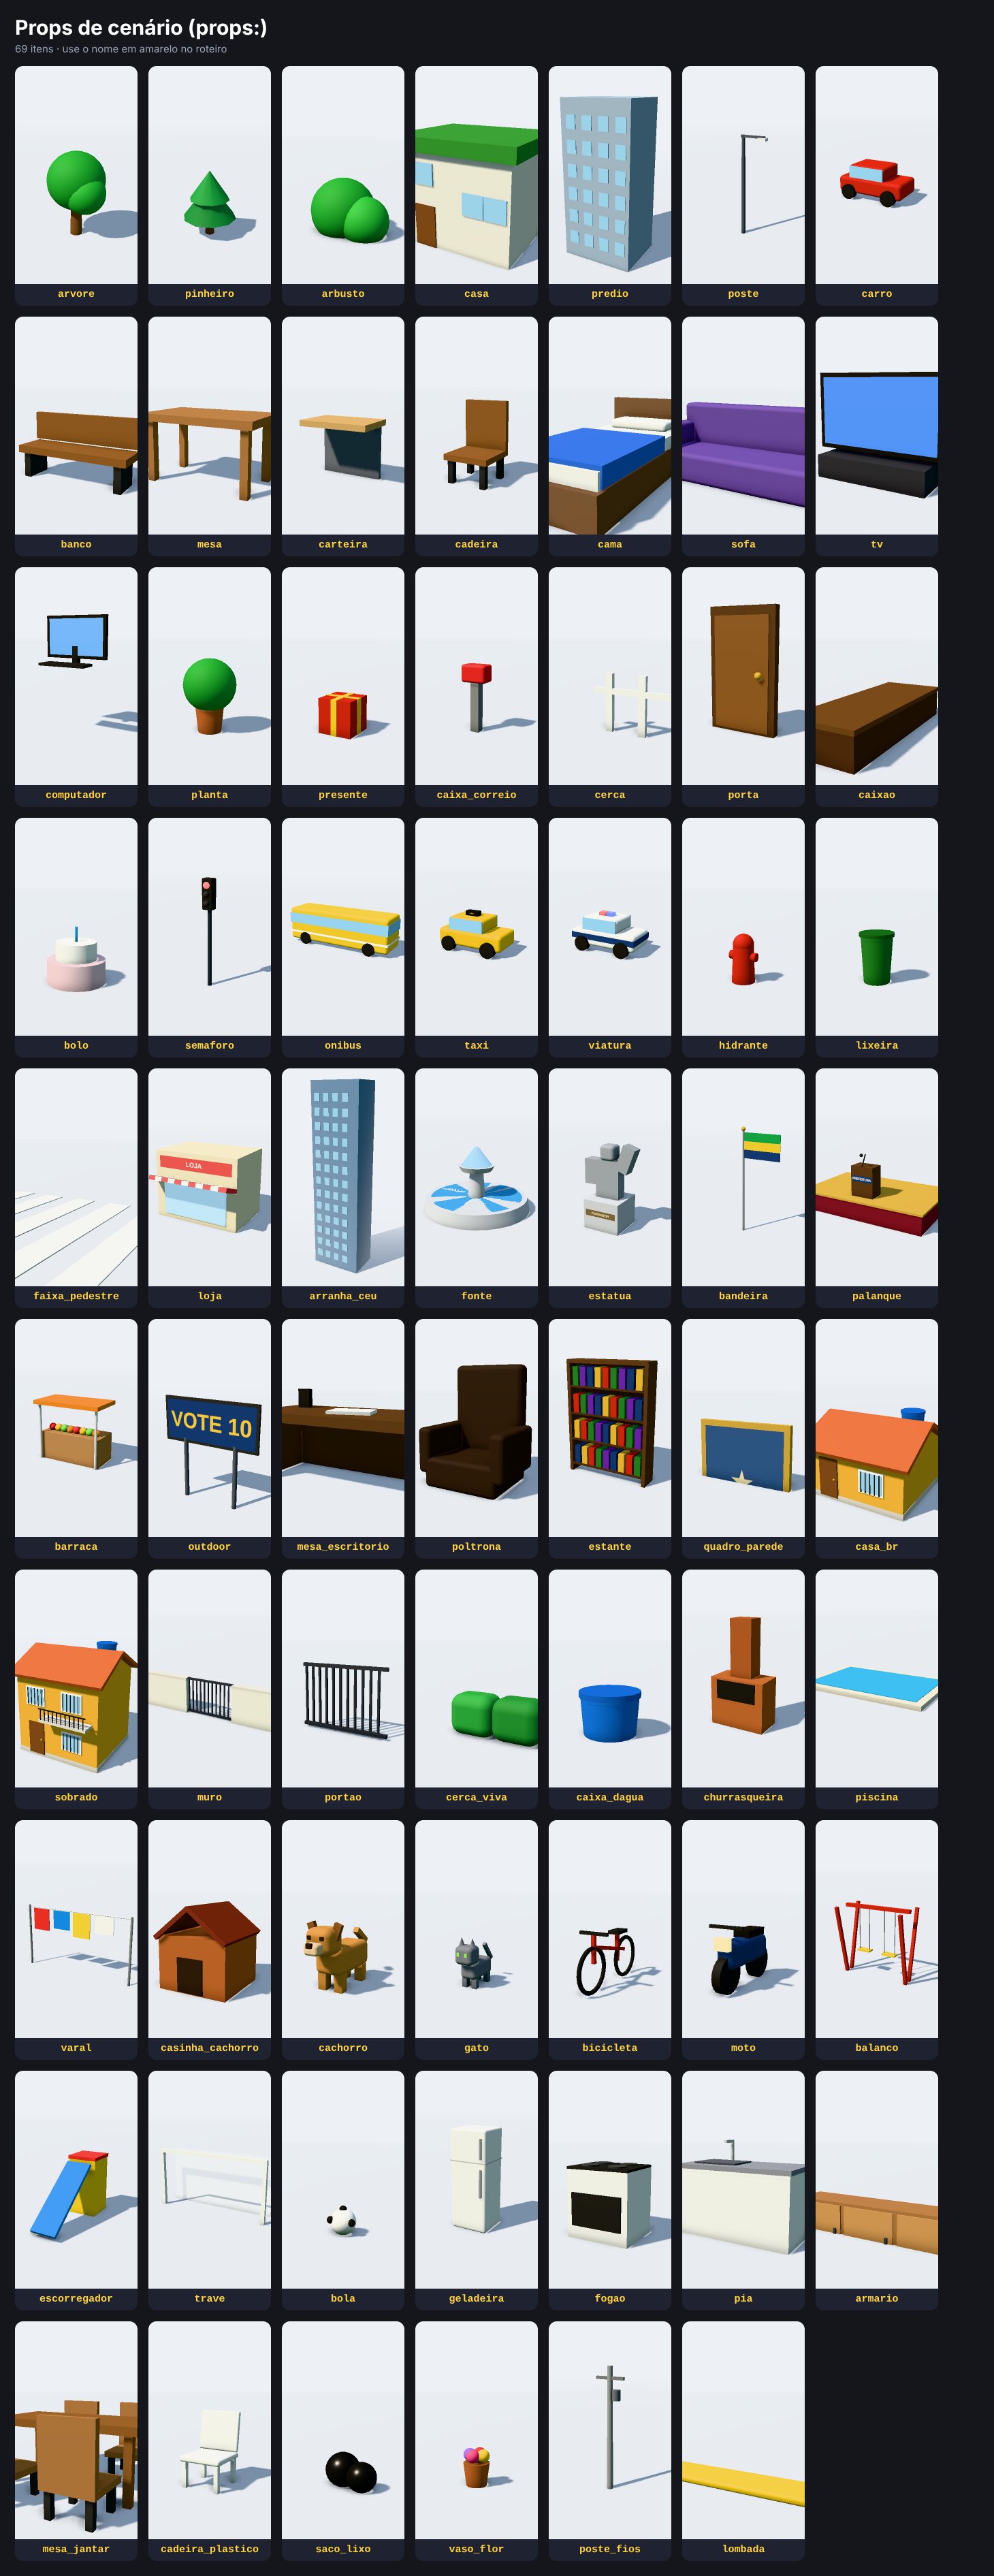 Props de cenário (props:)
69 itens · use o nome em amarelo no roteiro
arvore
pinheiro
arbusto
casa
predio
poste
carro
banco
mesa
carteira
cadeira
cama
sofa
tv
computador
planta
presente
caixa_correio
cerca
porta
caixao
bolo
semaforo
onibus
taxi
viatura
hidrante
lixeira
LOJA
PREFEITURA
faixa_pedestre
loja
arranha_ceu
fonte
estatua
bandeira
palanque
VOTE 10
barraca
outdoor
mesa_escritorio
poltrona
estante
quadro_parede
casa_br
sobrado
muro
portao
cerca_viva
caixa_dagua
churrasqueira
piscina
varal
casinha_cachorro
cachorro
gato
bicicleta
moto
balanco
escorregador
trave
bola
geladeira
fogao
pia
armario
mesa_jantar
cadeira_plastico
saco_lixo
vaso_flor
poste_fios
lombada